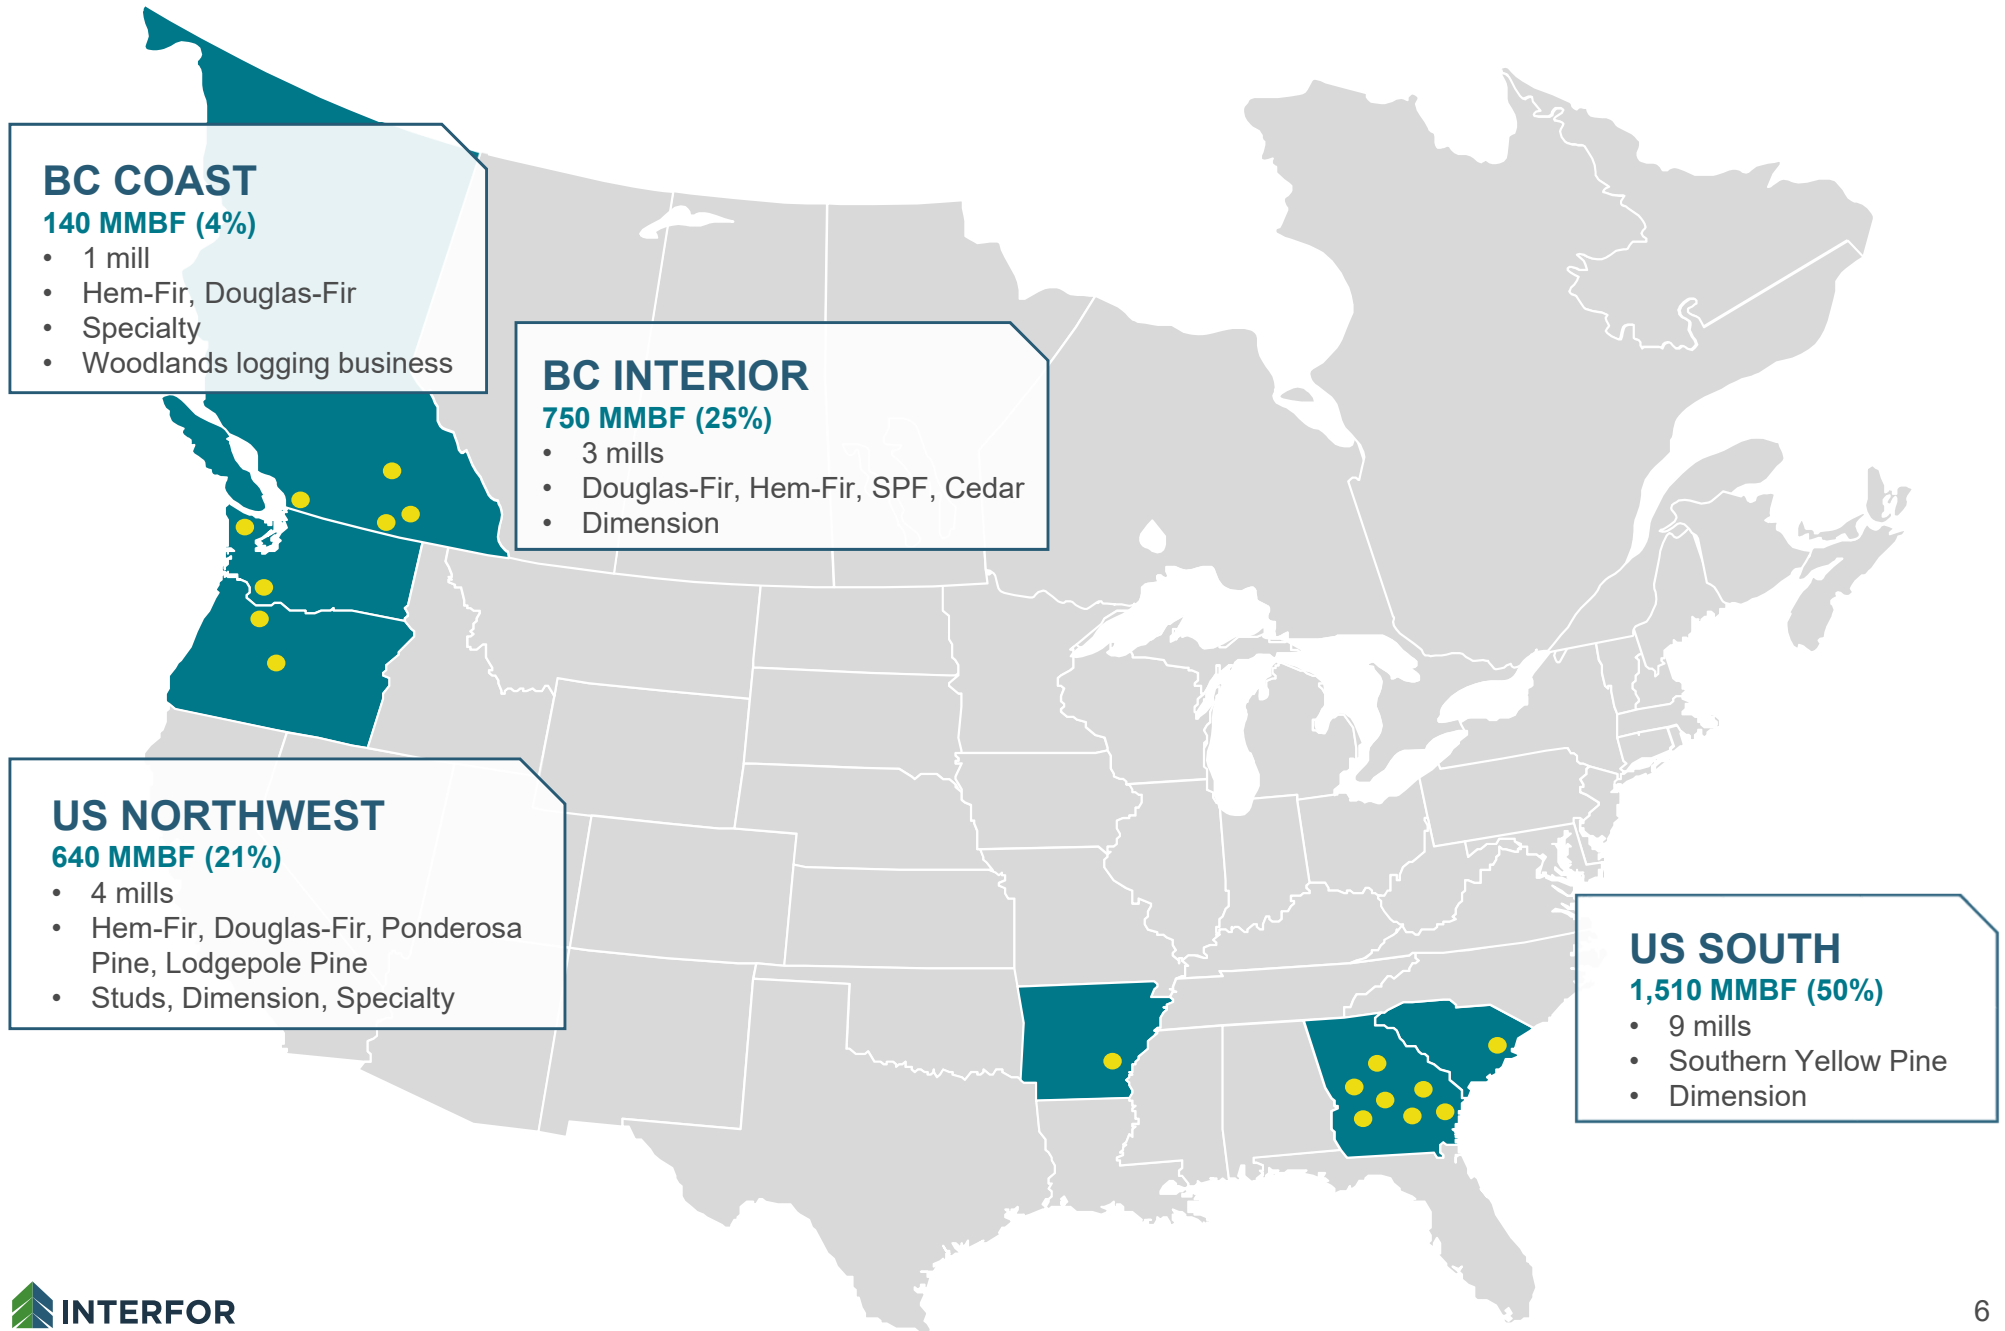 BC COAST
140 MMBF (4%)
• 1 mill
• Hem-Fir, Douglas-Fir
• Specialty
• Woodlands logging business
BC INTERIOR
750 MMBF (25%)
• 3 mills
• Douglas-Fir, Hem-Fir, SPF, Cedar
• Dimension
US NORTHWEST
640 MMBF (21%)
• 4 mills
• Hem-Fir, Douglas-Fir, Ponderosa
Pine, Lodgepole Pine
• Studs, Dimension, Specialty
US SOUTH
1,510 MMBF (50%)
• 9 mills
• Southern Yellow Pine
• Dimension
INTERFOR
6